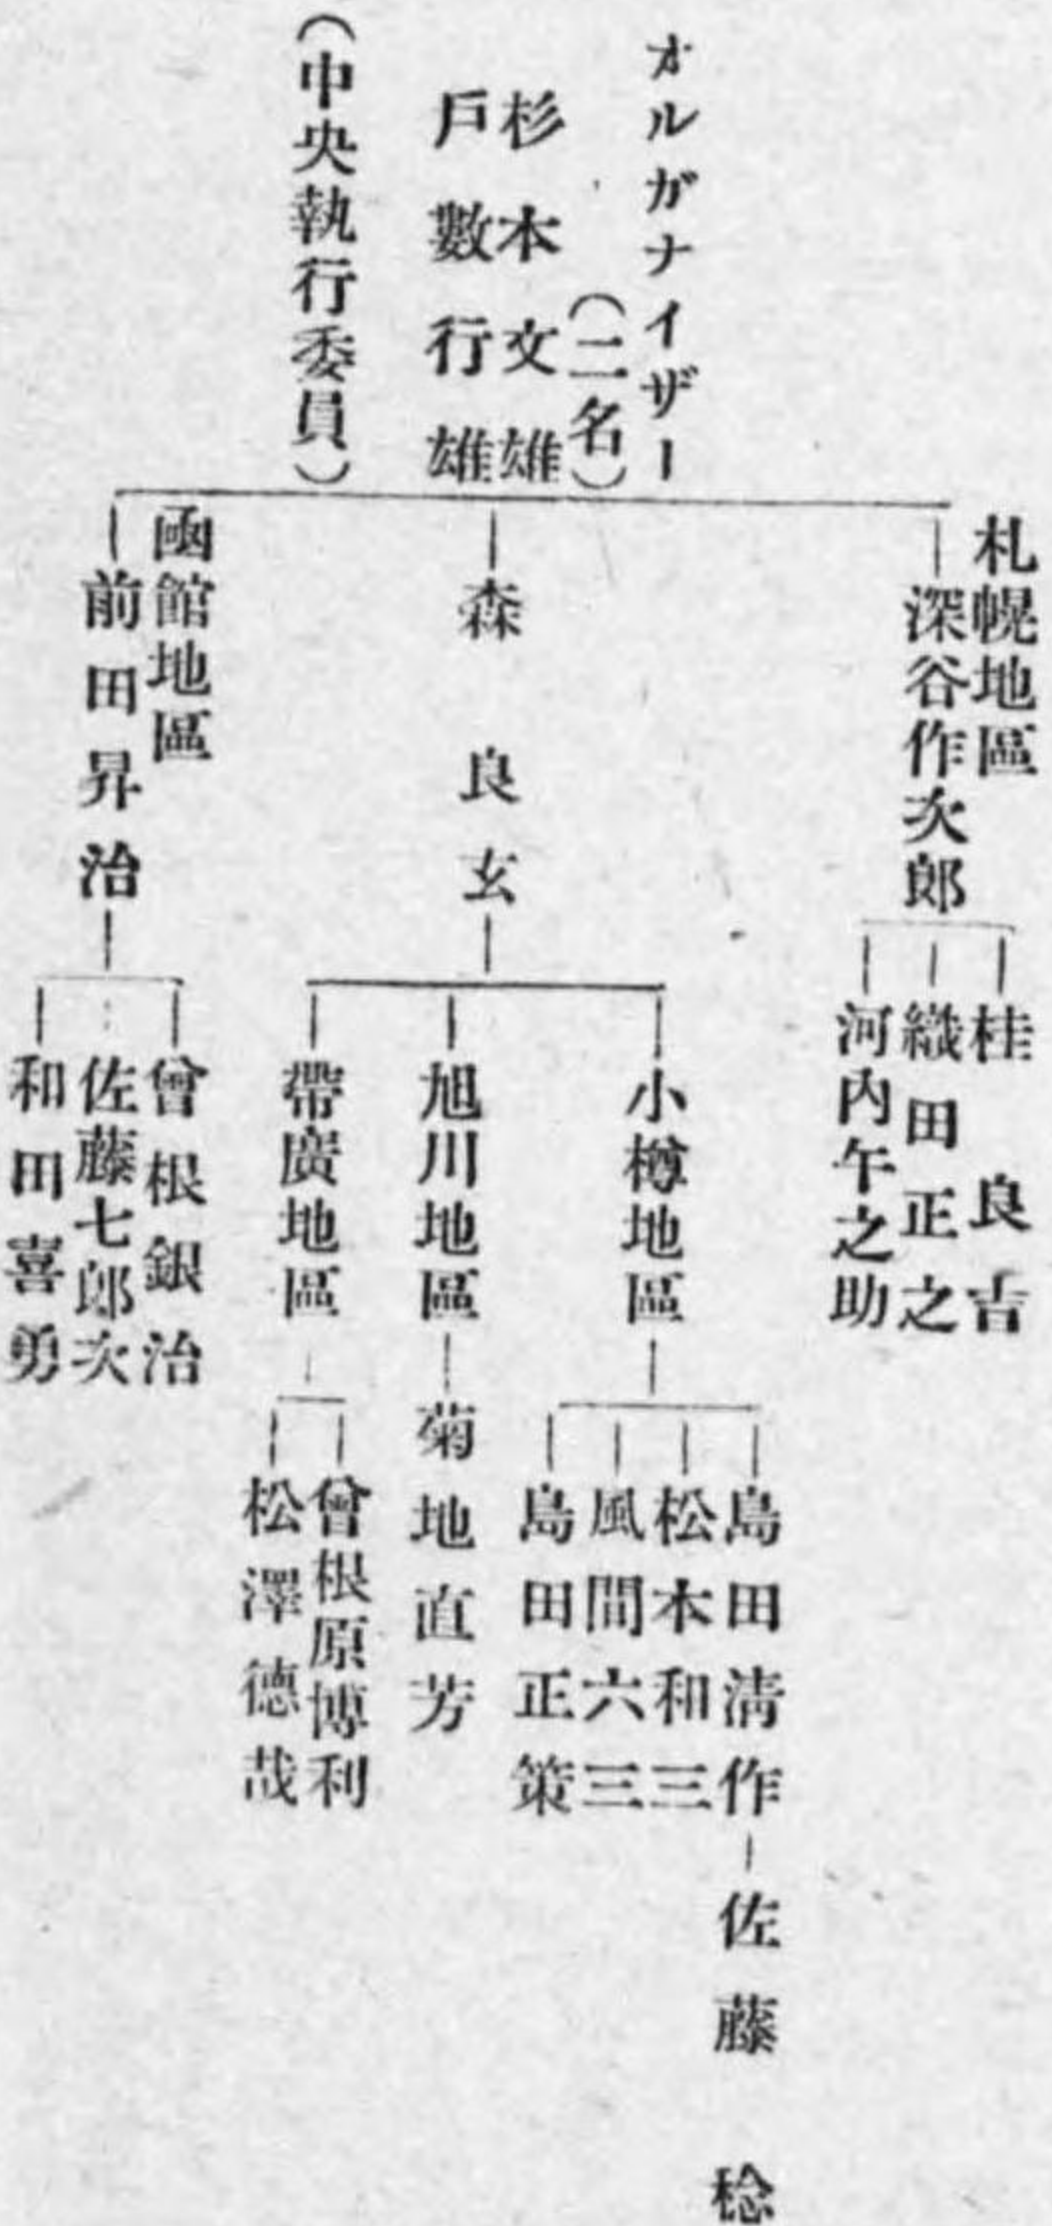 オルガナイザー
(二名)
杉本文雄
戶數行雄
(中央執行委員)
札幌地區
深谷作次郎
桂良吉
織田正之
河内午之助
森良玄
小樽地區
島田淸作
佐藤稔
松本和三
風間六三
島田正策
旭川地區
菊地直芳
帶廣地區
曾根原博利
松澤德哉
函館地區
前田昇治
曾根銀治
佐藤七郎次
和田喜勇